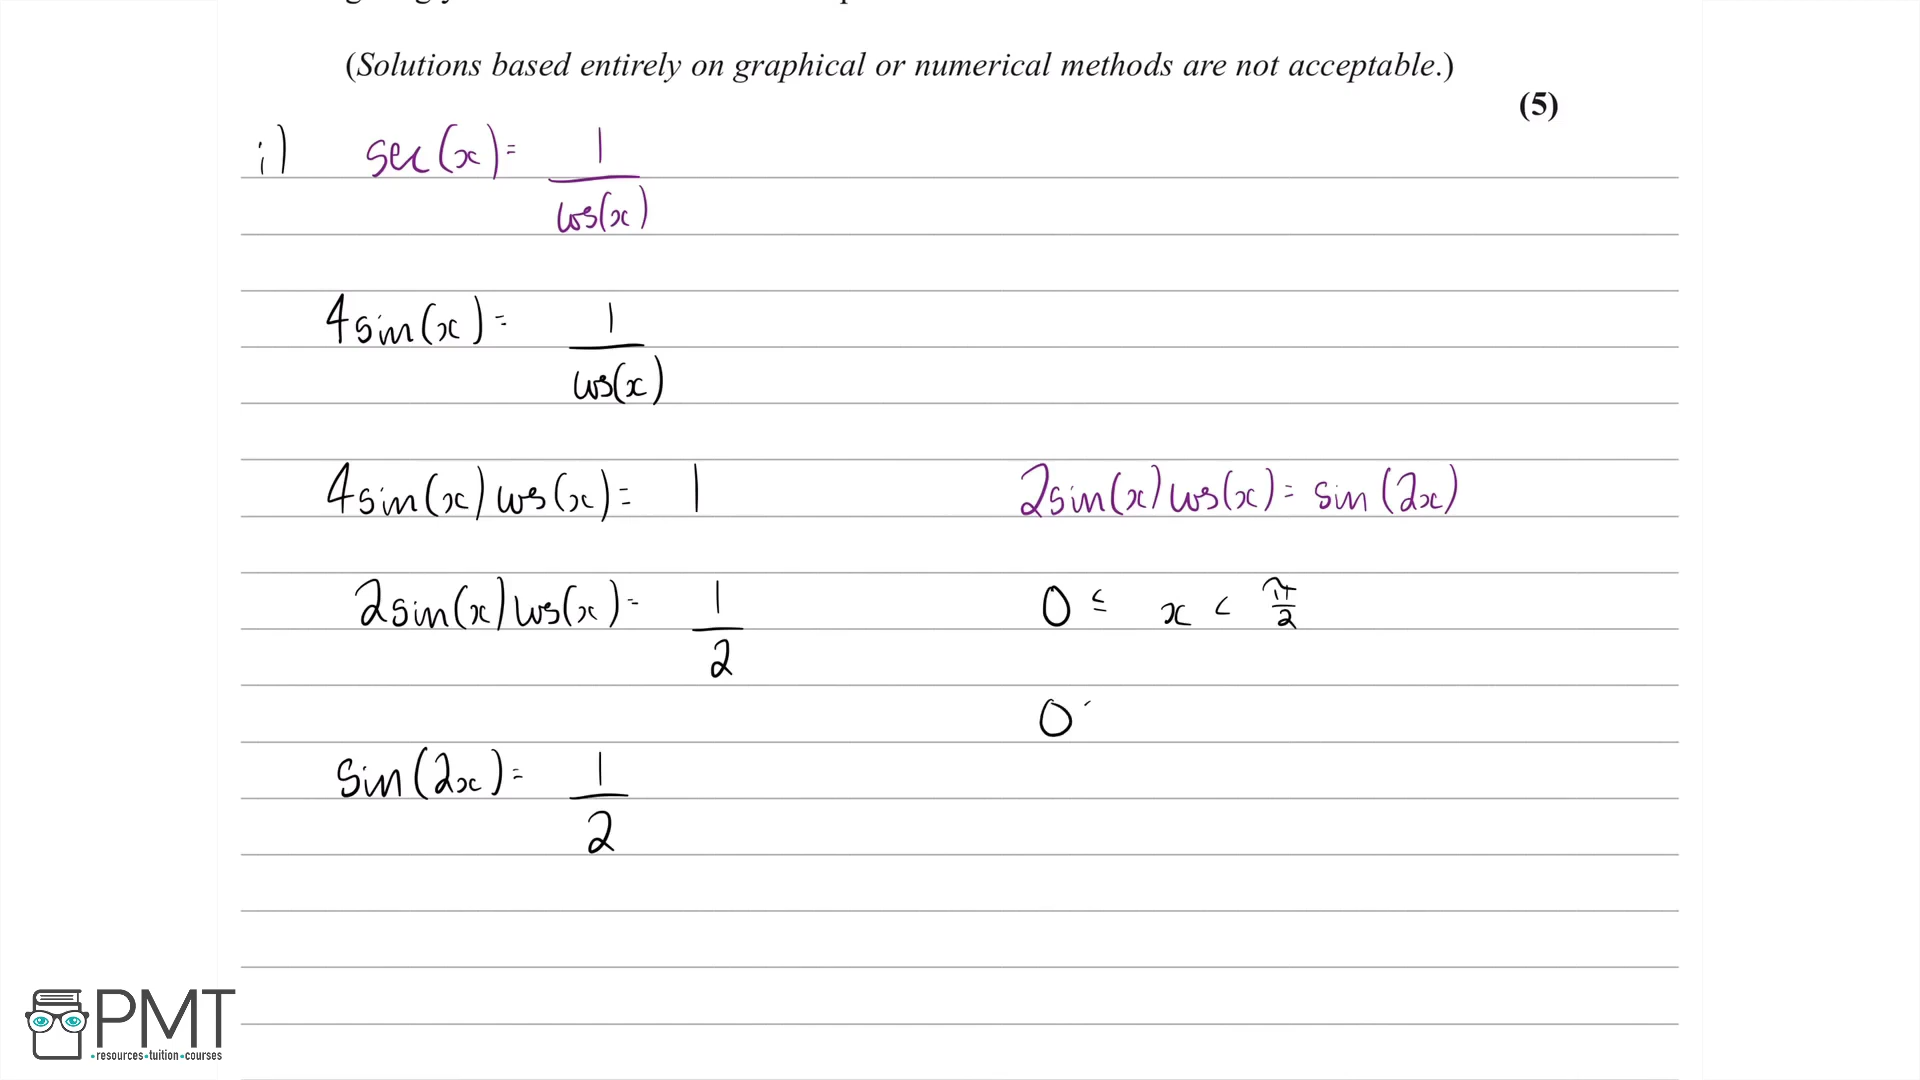 (Solutions based entirely on graphical or numerical methods are not acceptable.)
(5)
i) sec(x) = 1/cos(x)
4sin(x) = 1/cos(x)
4sin(x)cos(x) = 1
2sin(x)cos(x) = sin(2x)
2sin(x)cos(x) = 1/2
0 ≤ x < π/2
0
sin(2x) = 1/2
PMT
•resources•tuition•courses